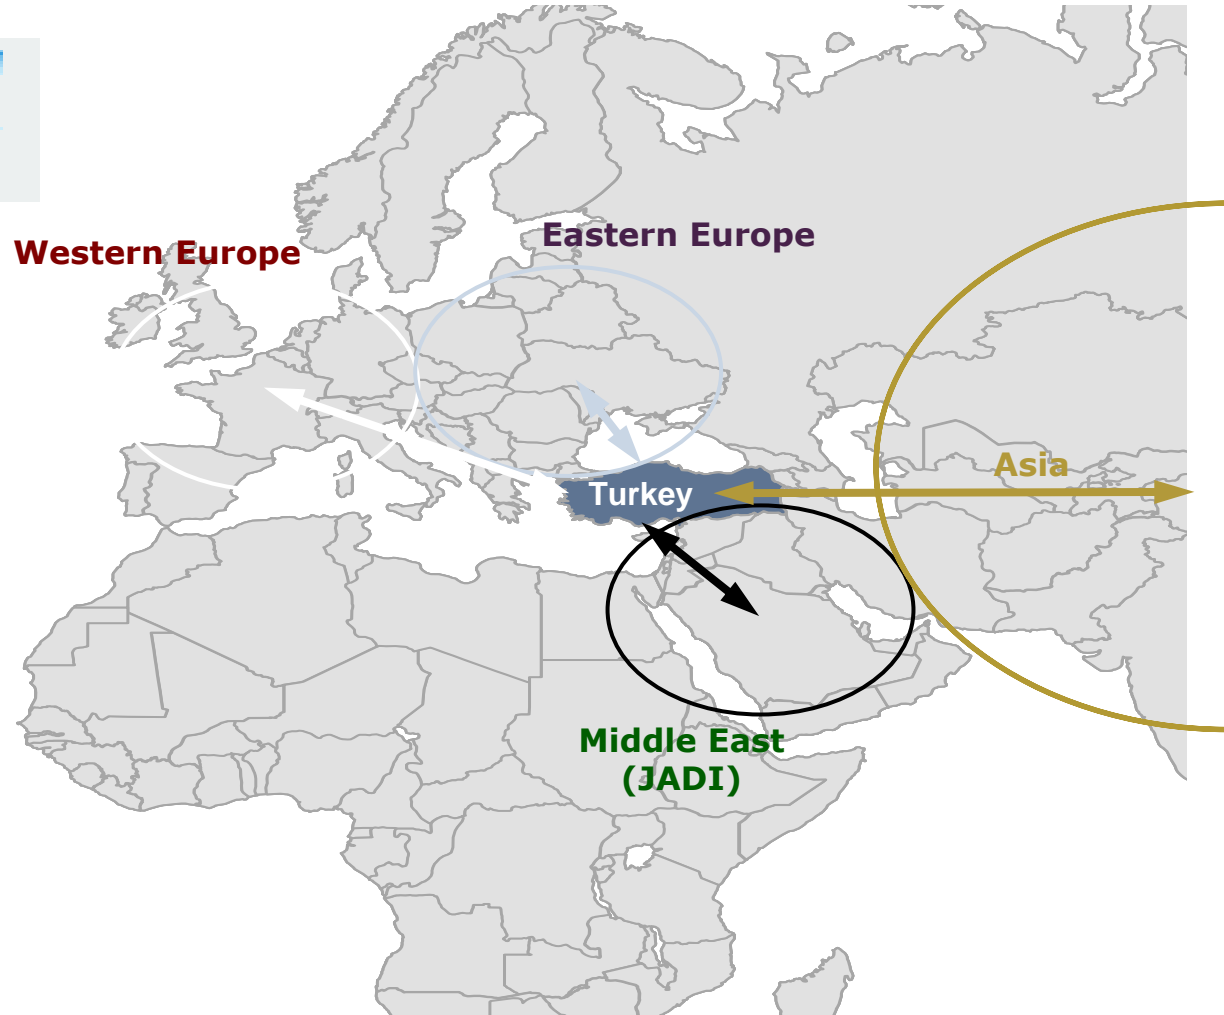 Eastern Europe
Western Europe
Asia
Turkey
Middle East
(JADI)